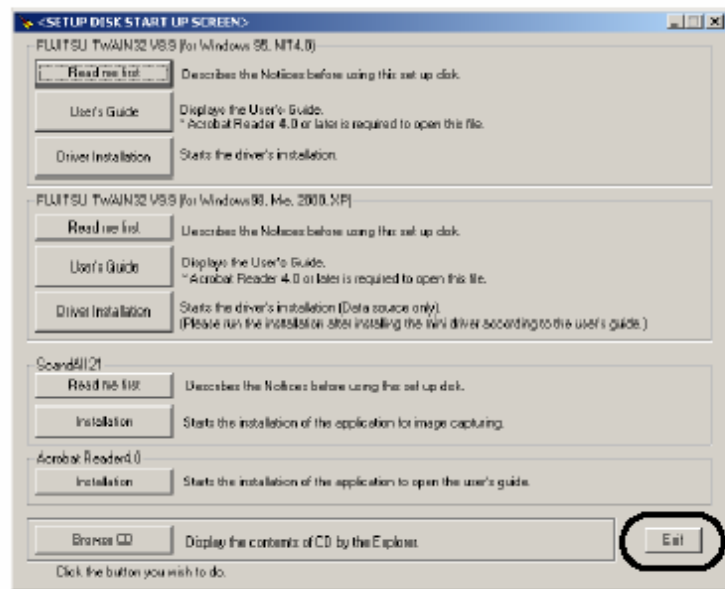 <SETUP DISK START UP SCREEN>
FUJITSU TWAIN32 V8.9 [for Windows 95, NT4.0]
Read me first
Describes the Notices before using this set up disk.
User's Guide
Displays the User's Guide.
* Acrobat Reader 4.0 or later is required to open this file.
Driver Installation
Starts the driver's installation.
FUJITSU TWAIN32 V8.9 [for Windows98, Me, 2000, XP]
Read me first
Describes the Notices before using this set up disk.
User's Guide
Displays the User's Guide.
* Acrobat Reader 4.0 or later is required to open this file.
Driver Installation
Starts the driver's installation (Data source only).
(Please run the installation after installing the mini driver according to the user's guide.)
ScandAll 21
Read me first
Describes the Notices before using this set up disk.
Installation
Starts the installation of the application for image capturing.
Acrobat Reader4.0
Installation
Starts the installation of the application to open the user's guide.
Browse CD
Display the contents of CD by the Explorer.
Exit
Click the button you wish to do.